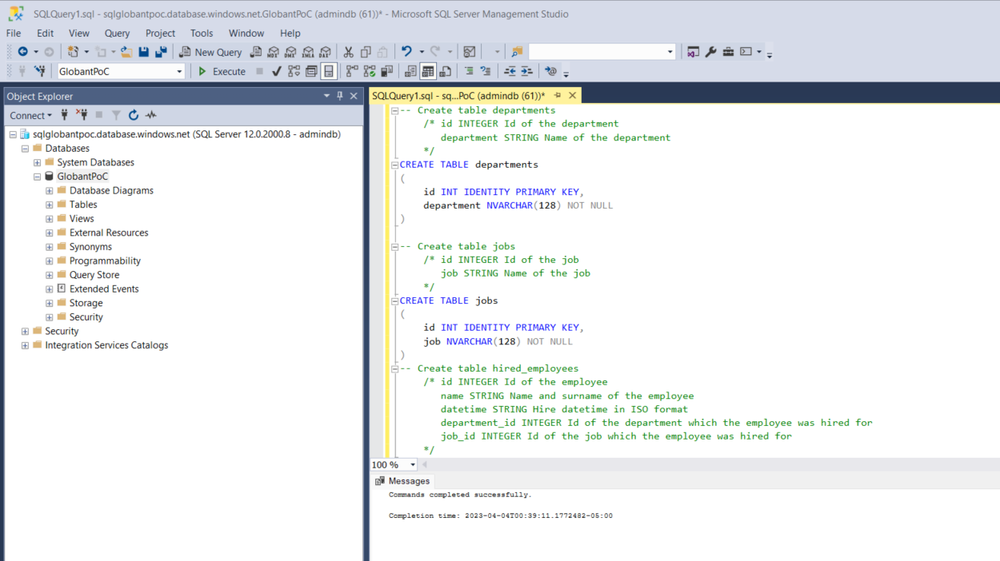 SQLQuery1.sql - sqlglobantpoc.database.windows.net.GlobantPoC (admindb (61))* - Microsoft SQL Server Management Studio
File Edit View Query Project Tools Window Help
New Query MDX DMX XMLA DAX
GlobantPoC Execute
Object Explorer
Connect
sqlglobantpoc.database.windows.net (SQL Server 12.0.2000.8 - admindb)
Databases
System Databases
GlobantPoC
Database Diagrams
Tables
Views
External Resources
Synonyms
Programmability
Query Store
Extended Events
Storage
Security
Security
Integration Services Catalogs
SQLQuery1.sql - sq...PoC (admindb (61))*
-- Create table departments
/* id INTEGER Id of the department
department STRING Name of the department
*/
CREATE TABLE departments
(
id INT IDENTITY PRIMARY KEY,
department NVARCHAR(128) NOT NULL
)
-- Create table jobs
/* id INTEGER Id of the job
job STRING Name of the job
*/
CREATE TABLE jobs
(
id INT IDENTITY PRIMARY KEY,
job NVARCHAR(128) NOT NULL
)
-- Create table hired_employees
/* id INTEGER Id of the employee
name STRING Name and surname of the employee
datetime STRING Hire datetime in ISO format
department_id INTEGER Id of the department which the employee was hired for
job_id INTEGER Id of the job which the employee was hired for
*/
100 %
Messages
Commands completed successfully.
Completion time: 2023-04-04T00:39:11.1772482-05:00